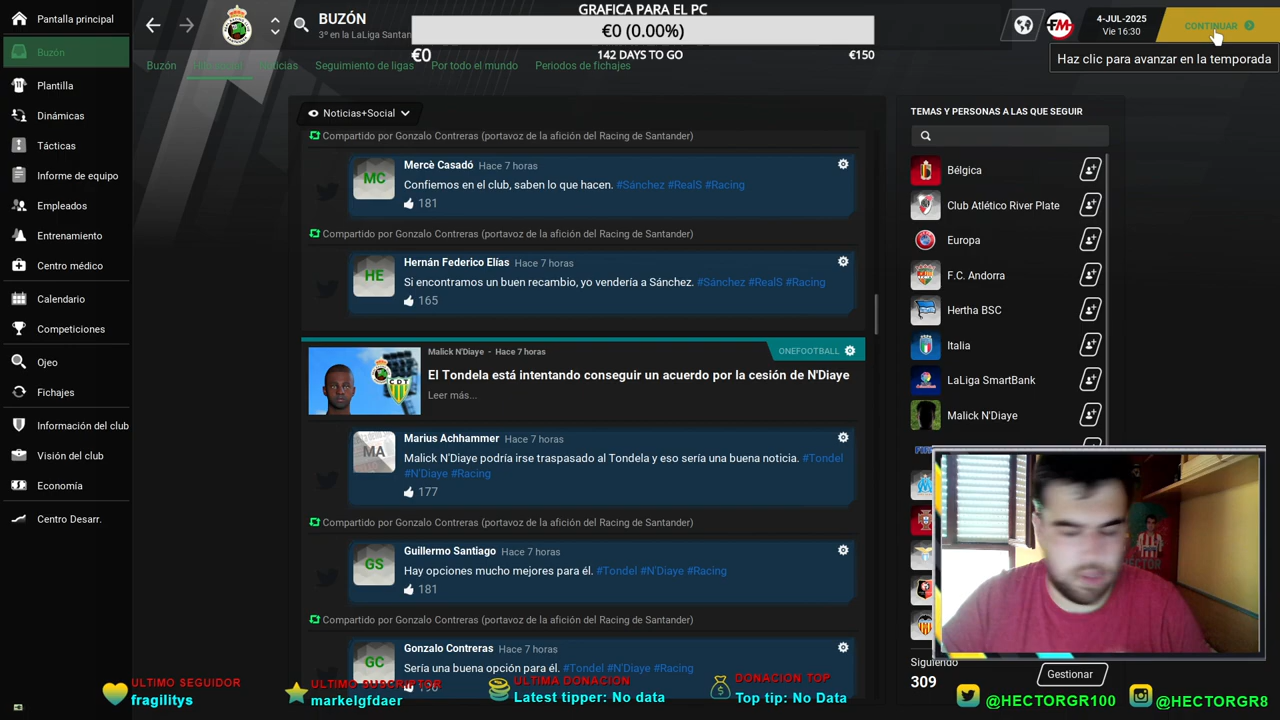 Pantalla principal
Buzón
Plantilla
Dinámicas
Tácticas
Informe de equipo
Empleados
Entrenamiento
Centro médico
Calendario
Competiciones
Ojeo
Fichajes
Información del club
Visión del club
Economía
Centro Desarr.
BUZÓN
3º en la LaLiga Santan
GRAFICA PARA EL PC
€0 (0.00%)
€0
142 DAYS TO GO
€150
FM
4-JUL-2025
Vie 16:30
CONTINUAR
Haz clic para avanzar en la temporada
Buzón
Seguimiento de ligas
Por todo el mundo
Periodos de fichajes
Noticias+Social
Compartido por Gonzalo Contreras (portavoz de la afición del Racing de Santander)
MC
Mercè Casadó Hace 7 horas
Confiemos en el club, saben lo que hacen. #Sánchez #RealS #Racing
181
Compartido por Gonzalo Contreras (portavoz de la afición del Racing de Santander)
HE
Hernán Federico Elías Hace 7 horas
Si encontramos un buen recambio, yo vendería a Sánchez. #Sánchez #RealS #Racing
165
Malick N'Diaye - Hace 7 horas
ONEFOOTBALL
El Tondela está intentando conseguir un acuerdo por la cesión de N'Diaye
Leer más...
MA
Marius Achhammer Hace 7 horas
Malick N'Diaye podría irse traspasado al Tondela y eso sería una buena noticia. #Tondel
#N'Diaye #Racing
177
Compartido por Gonzalo Contreras (portavoz de la afición del Racing de Santander)
GS
Guillermo Santiago Hace 7 horas
Hay opciones mucho mejores para él. #Tondel #N'Diaye #Racing
181
Compartido por Gonzalo Contreras (portavoz de la afición del Racing de Santander)
GC
Gonzalo Contreras Hace 7 horas
Sería una buena opción para él. #Tondel #N'Diaye #Racing
TEMAS Y PERSONAS A LAS QUE SEGUIR
Bélgica
Club Atlético River Plate
Europa
F.C. Andorra
Hertha BSC
Italia
LaLiga SmartBank
Malick N'Diaye
HECTOR
Siguiendo
309
Gestionar
ULTIMO SEGUIDOR
fragilitys
ULTIMO SUSCRIPTOR
markelgfdaer
ULTIMA DONACION
Latest tipper: No data
DONACION TOP
Top tip: No Data
@HECTORGR100
@HECTORGR8